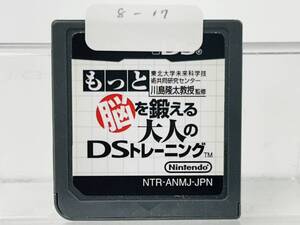 8-17
もっと
東北大学未来科学技
術共同研究センター
川島隆太教授監修
脳を鍛える
大人の
DSトレーニング™
Nintendo
NTR-ANMJ-JPN